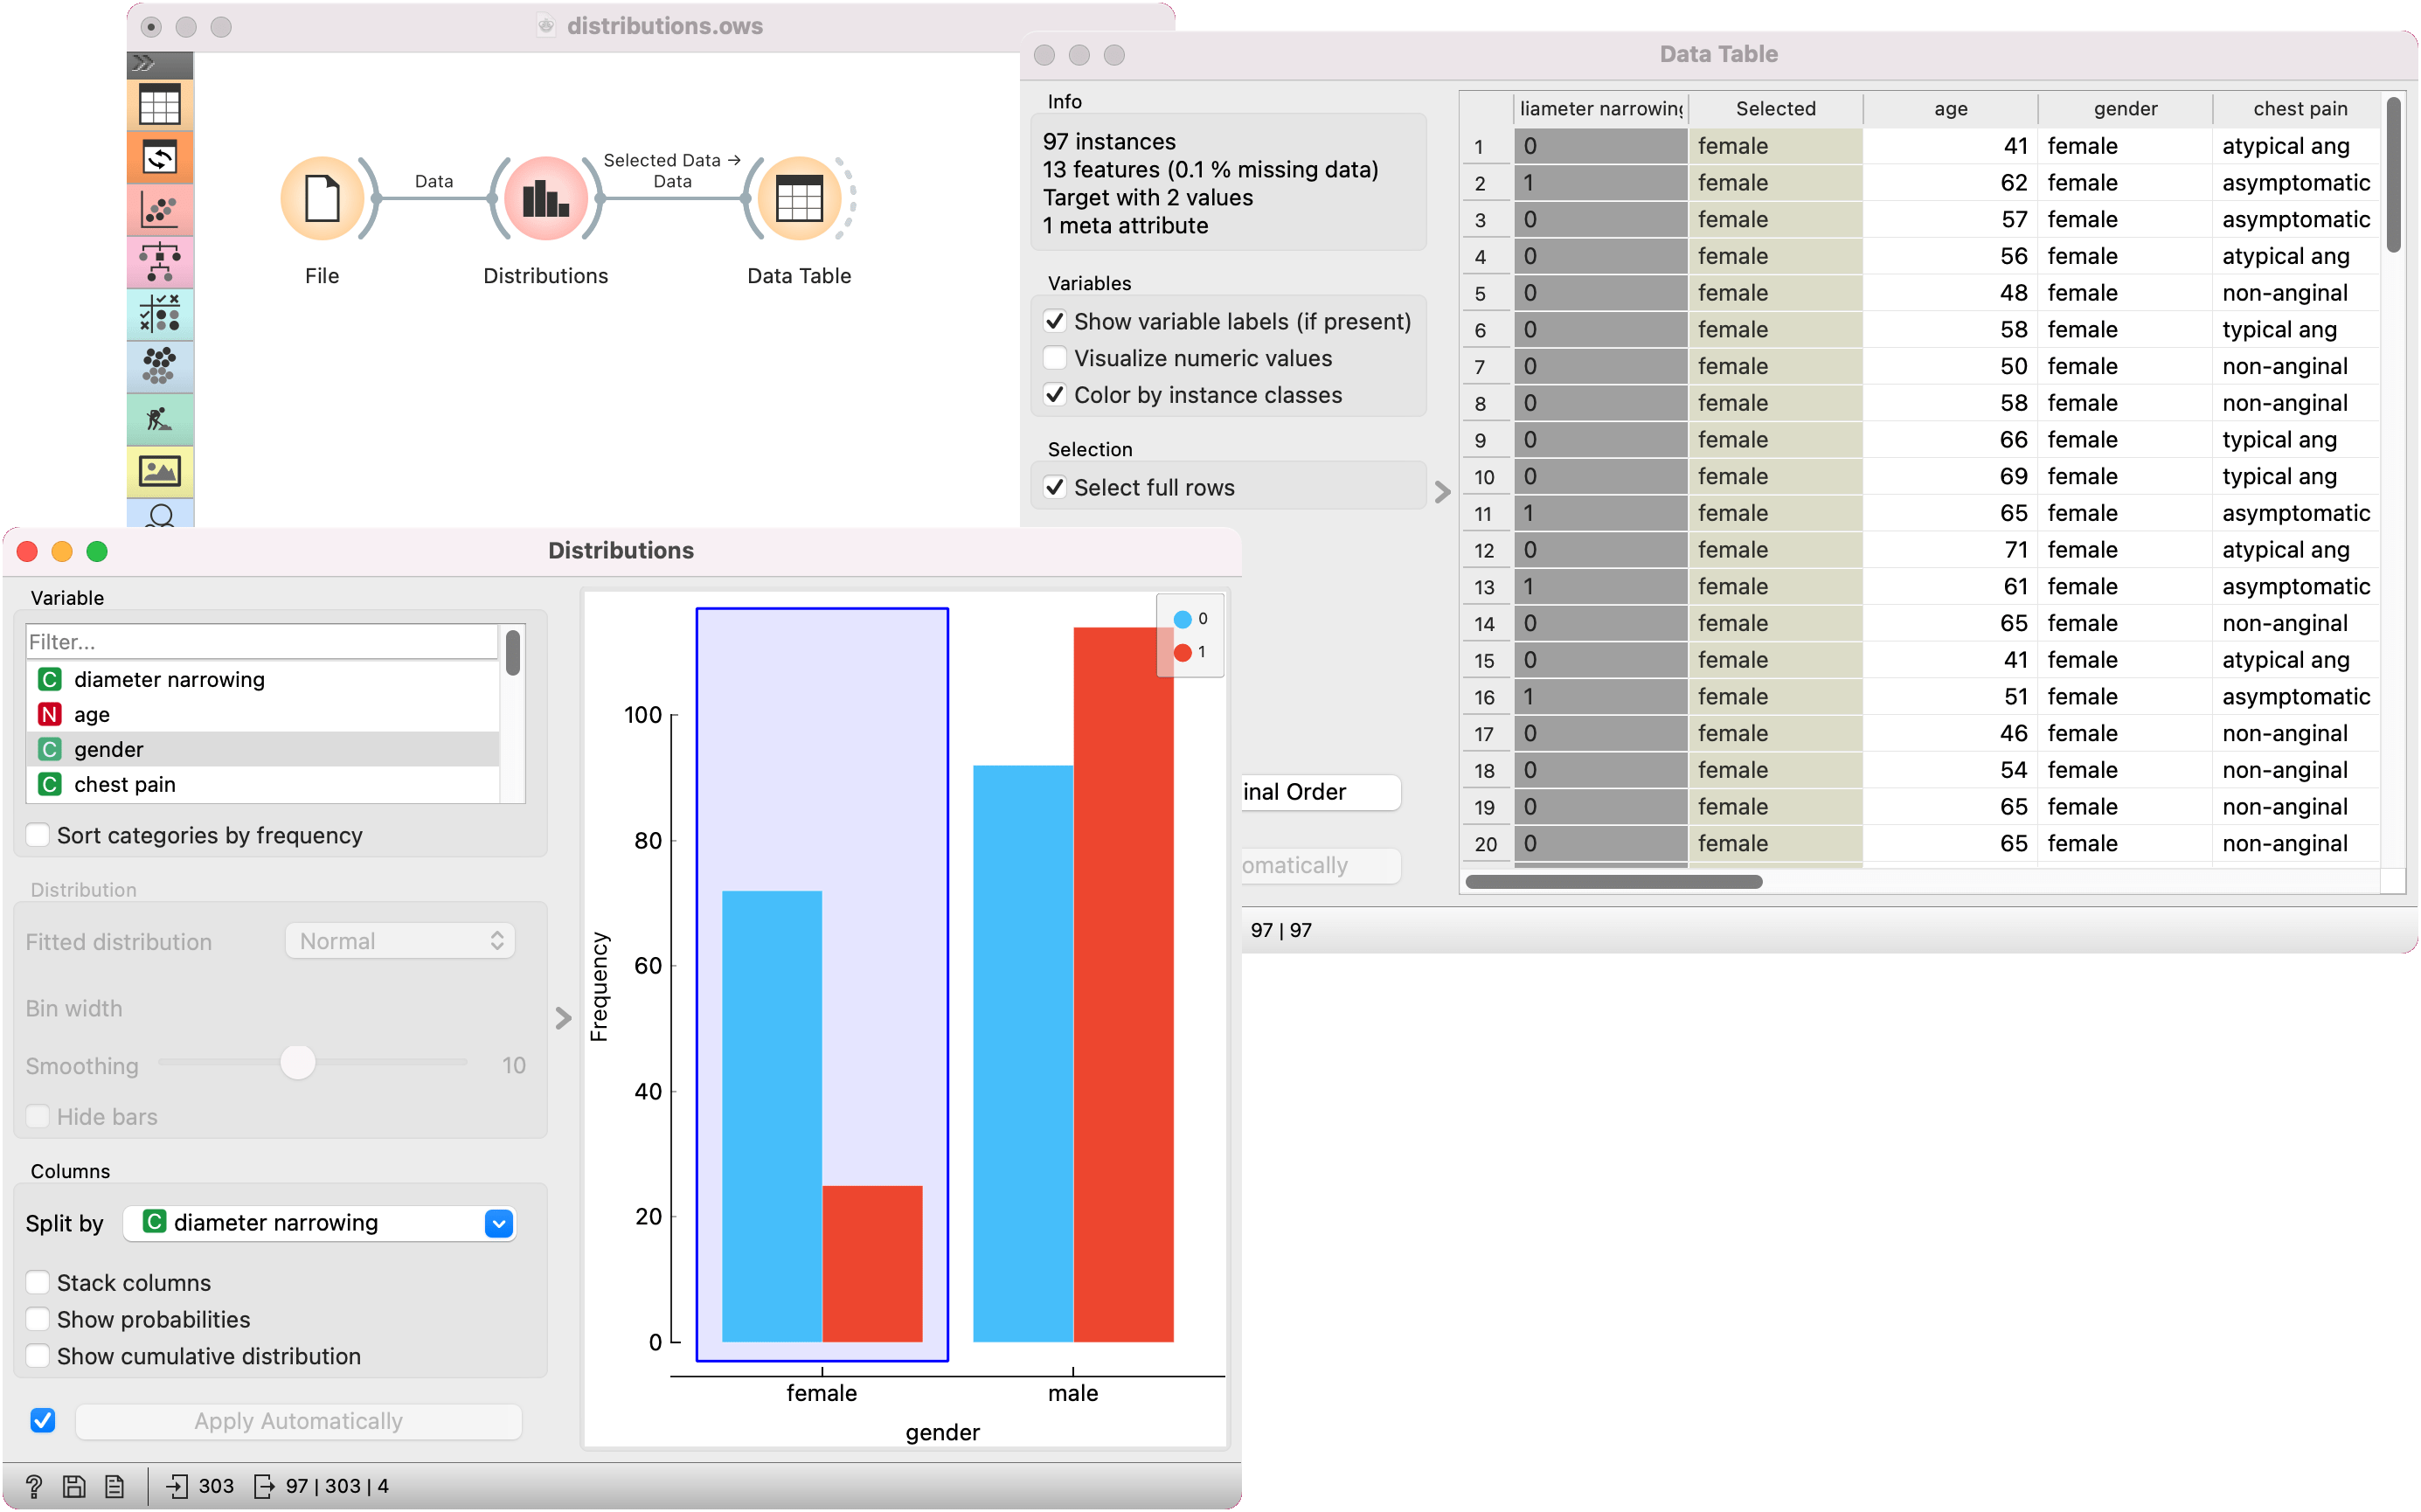 distributions.ows
Data
Selected Data →
Data
File
Distributions
Data Table
Data Table
Info
97 instances
13 features (0.1 % missing data)
Target with 2 values
1 meta attribute
Variables
Show variable labels (if present)
Visualize numeric values
Color by instance classes
Selection
Select full rows
inal Order
omatically
97 | 97
liameter narrowing Selected age gender chest pain
1 0 female 41 female atypical ang
2 1 female 62 female asymptomatic
3 0 female 57 female asymptomatic
4 0 female 56 female atypical ang
5 0 female 48 female non-anginal
6 0 female 58 female typical ang
7 0 female 50 female non-anginal
8 0 female 58 female non-anginal
9 0 female 66 female typical ang
10 0 female 69 female typical ang
11 1 female 65 female asymptomatic
12 0 female 71 female atypical ang
13 1 female 61 female asymptomatic
14 0 female 65 female non-anginal
15 0 female 41 female atypical ang
16 1 female 51 female asymptomatic
17 0 female 46 female non-anginal
18 0 female 54 female non-anginal
19 0 female 65 female non-anginal
20 0 female 65 female non-anginal
Distributions
Variable
Filter...
C diameter narrowing
N age
C gender
C chest pain
Sort categories by frequency
Distribution
Fitted distribution Normal
Bin width
Smoothing 10
Hide bars
Columns
Split by C diameter narrowing
Stack columns
Show probabilities
Show cumulative distribution
Apply Automatically
? 303 97 | 303 | 4
0
1
100
80
60
40
20
0
Frequency
female male
gender